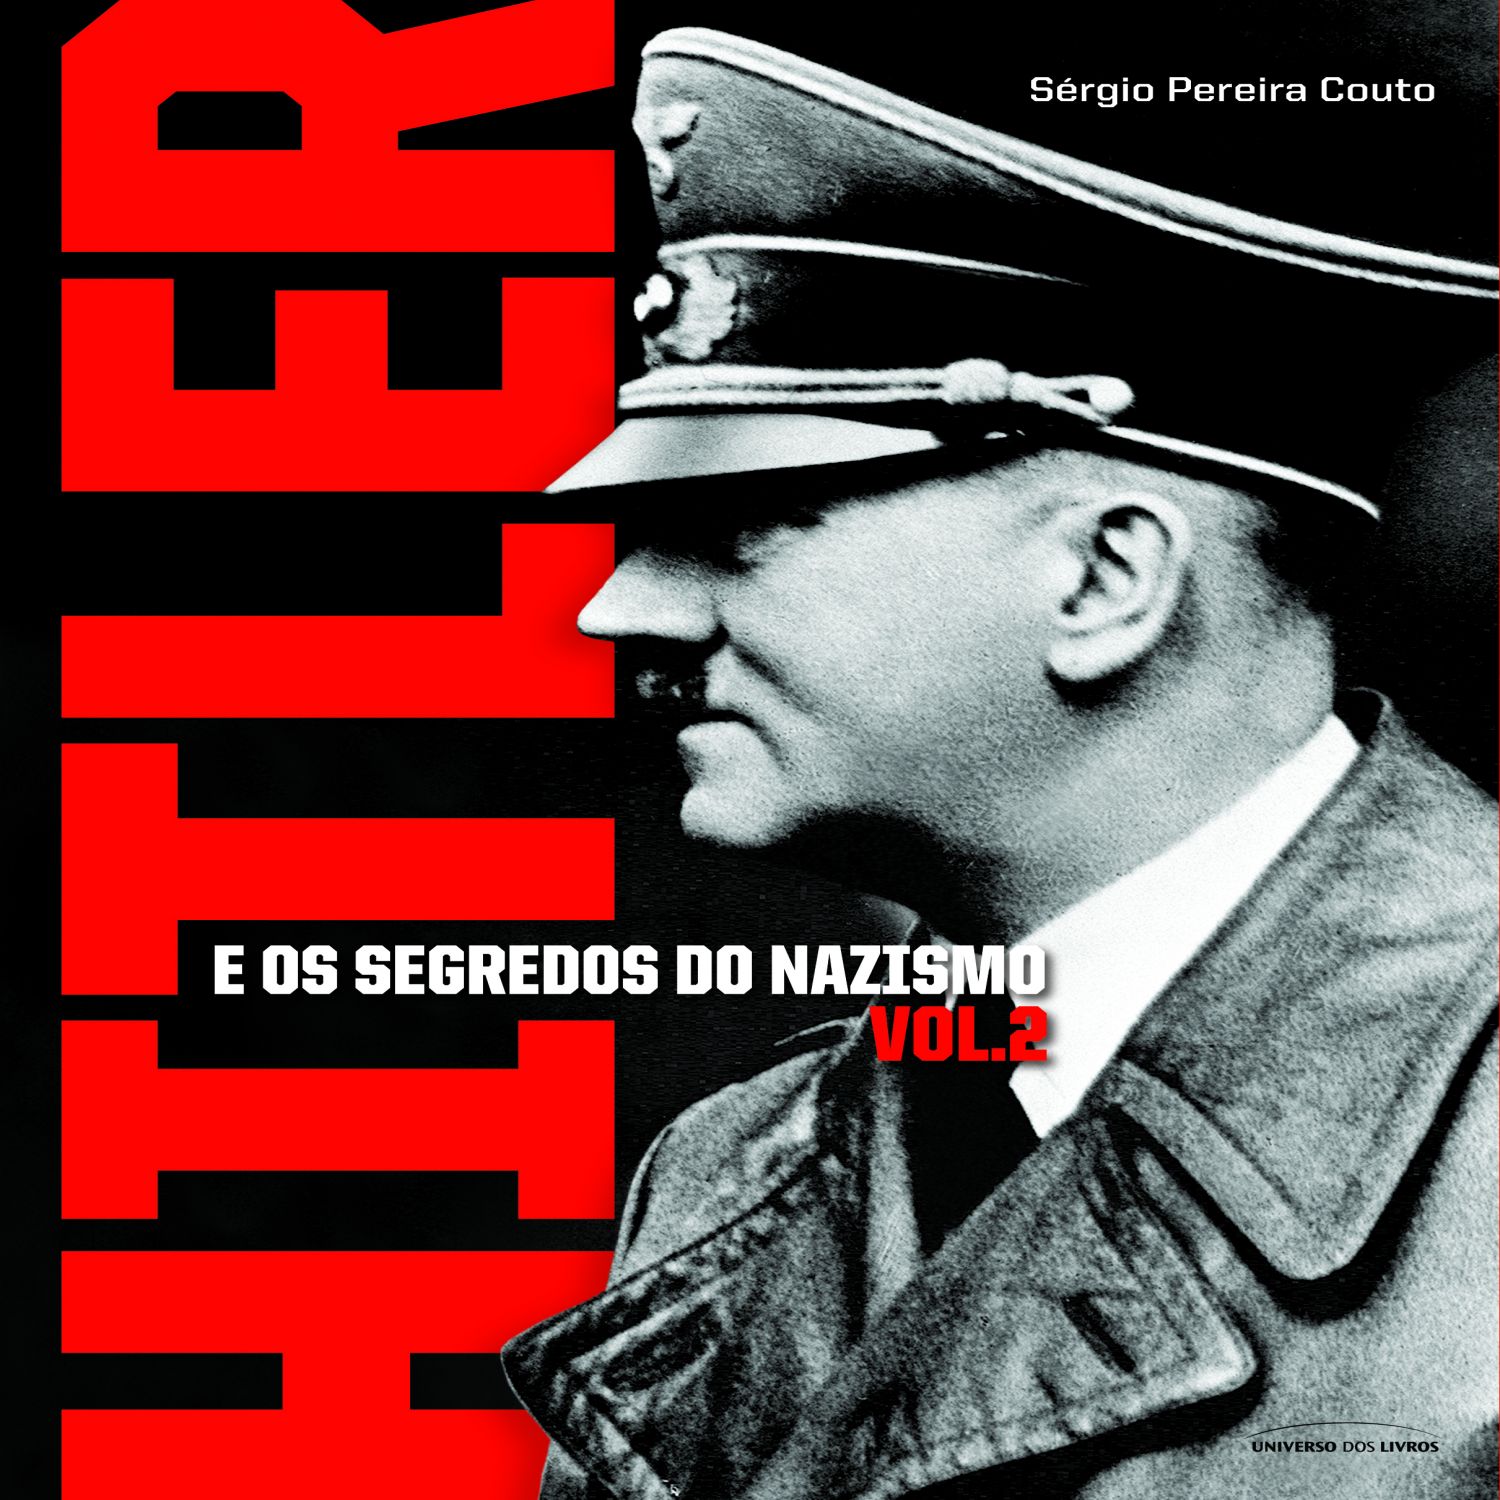 Sérgio Pereira Couto
HITLER
E OS SEGREDOS DO NAZISMO
VOL.2
UNIVERSO DOS LIVROS